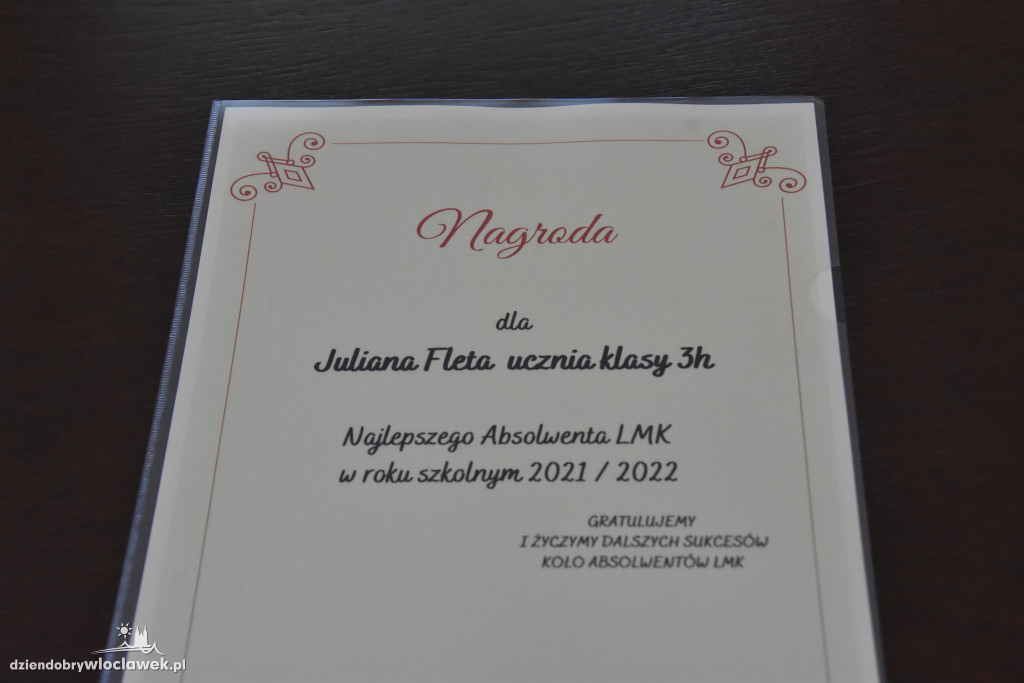 Nagroda
dla
Juliana Fleta ucznia klasy 3h
Najlepszego Absolwenta LMK
w roku szkolnym 2021 / 2022
GRATULUJEMY
I ŻYCZYMY DALSZYCH SUKCESÓW
KOLO ABSOLWENTÓW LMK
dziendobrywloclawek.pl